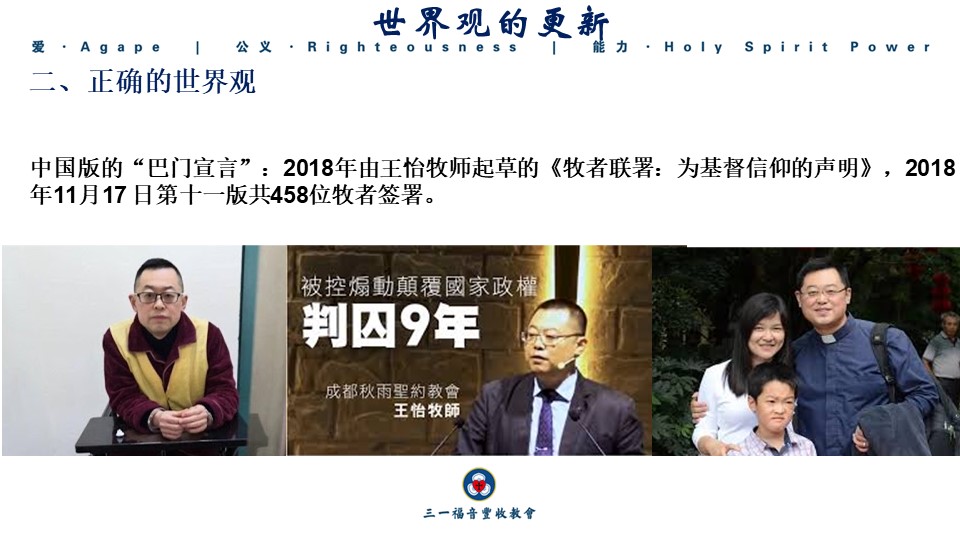 世界观的更新
爱·Agape | 公义·Righteousness | 能力·Holy Spirit Power
二、正确的世界观
中国版的“巴门宣言”：2018年由王怡牧师起草的《牧者联署：为基督信仰的声明》，2018
年11月17日第十一版共458位牧者签署。
被控煽動顛覆國家政權
判囚9年
成都秋雨聖約教會
王怡牧師
三一福音豐收教會